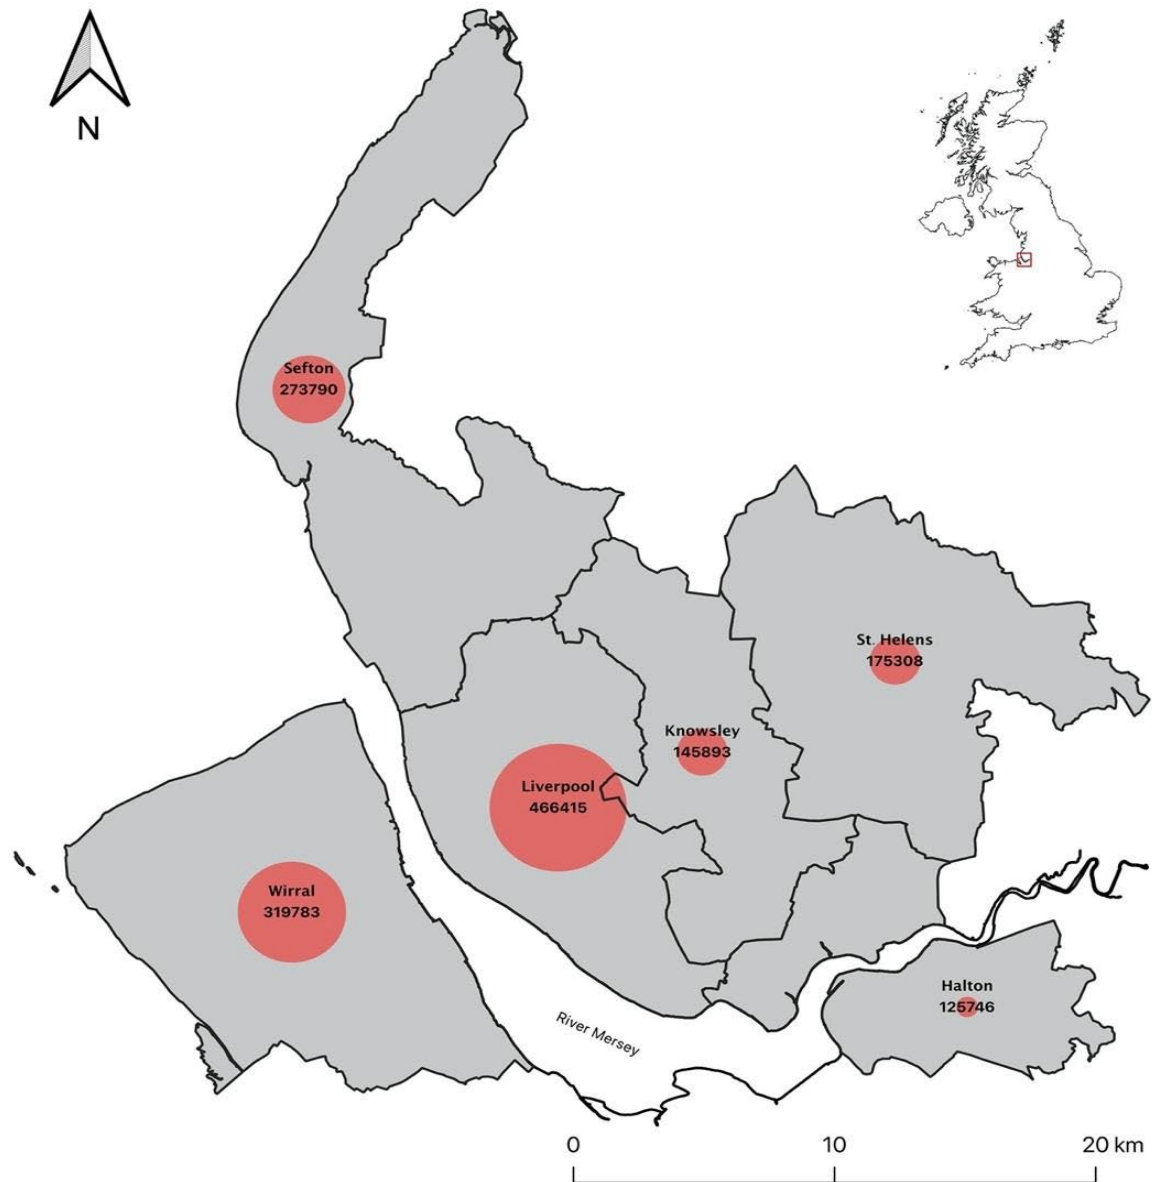 N
Sefton
273790
St. Helens
175308
Knowsley
145893
Liverpool
466415
Wirral
319783
Halton
125746
River Mersey
0 10 20 km